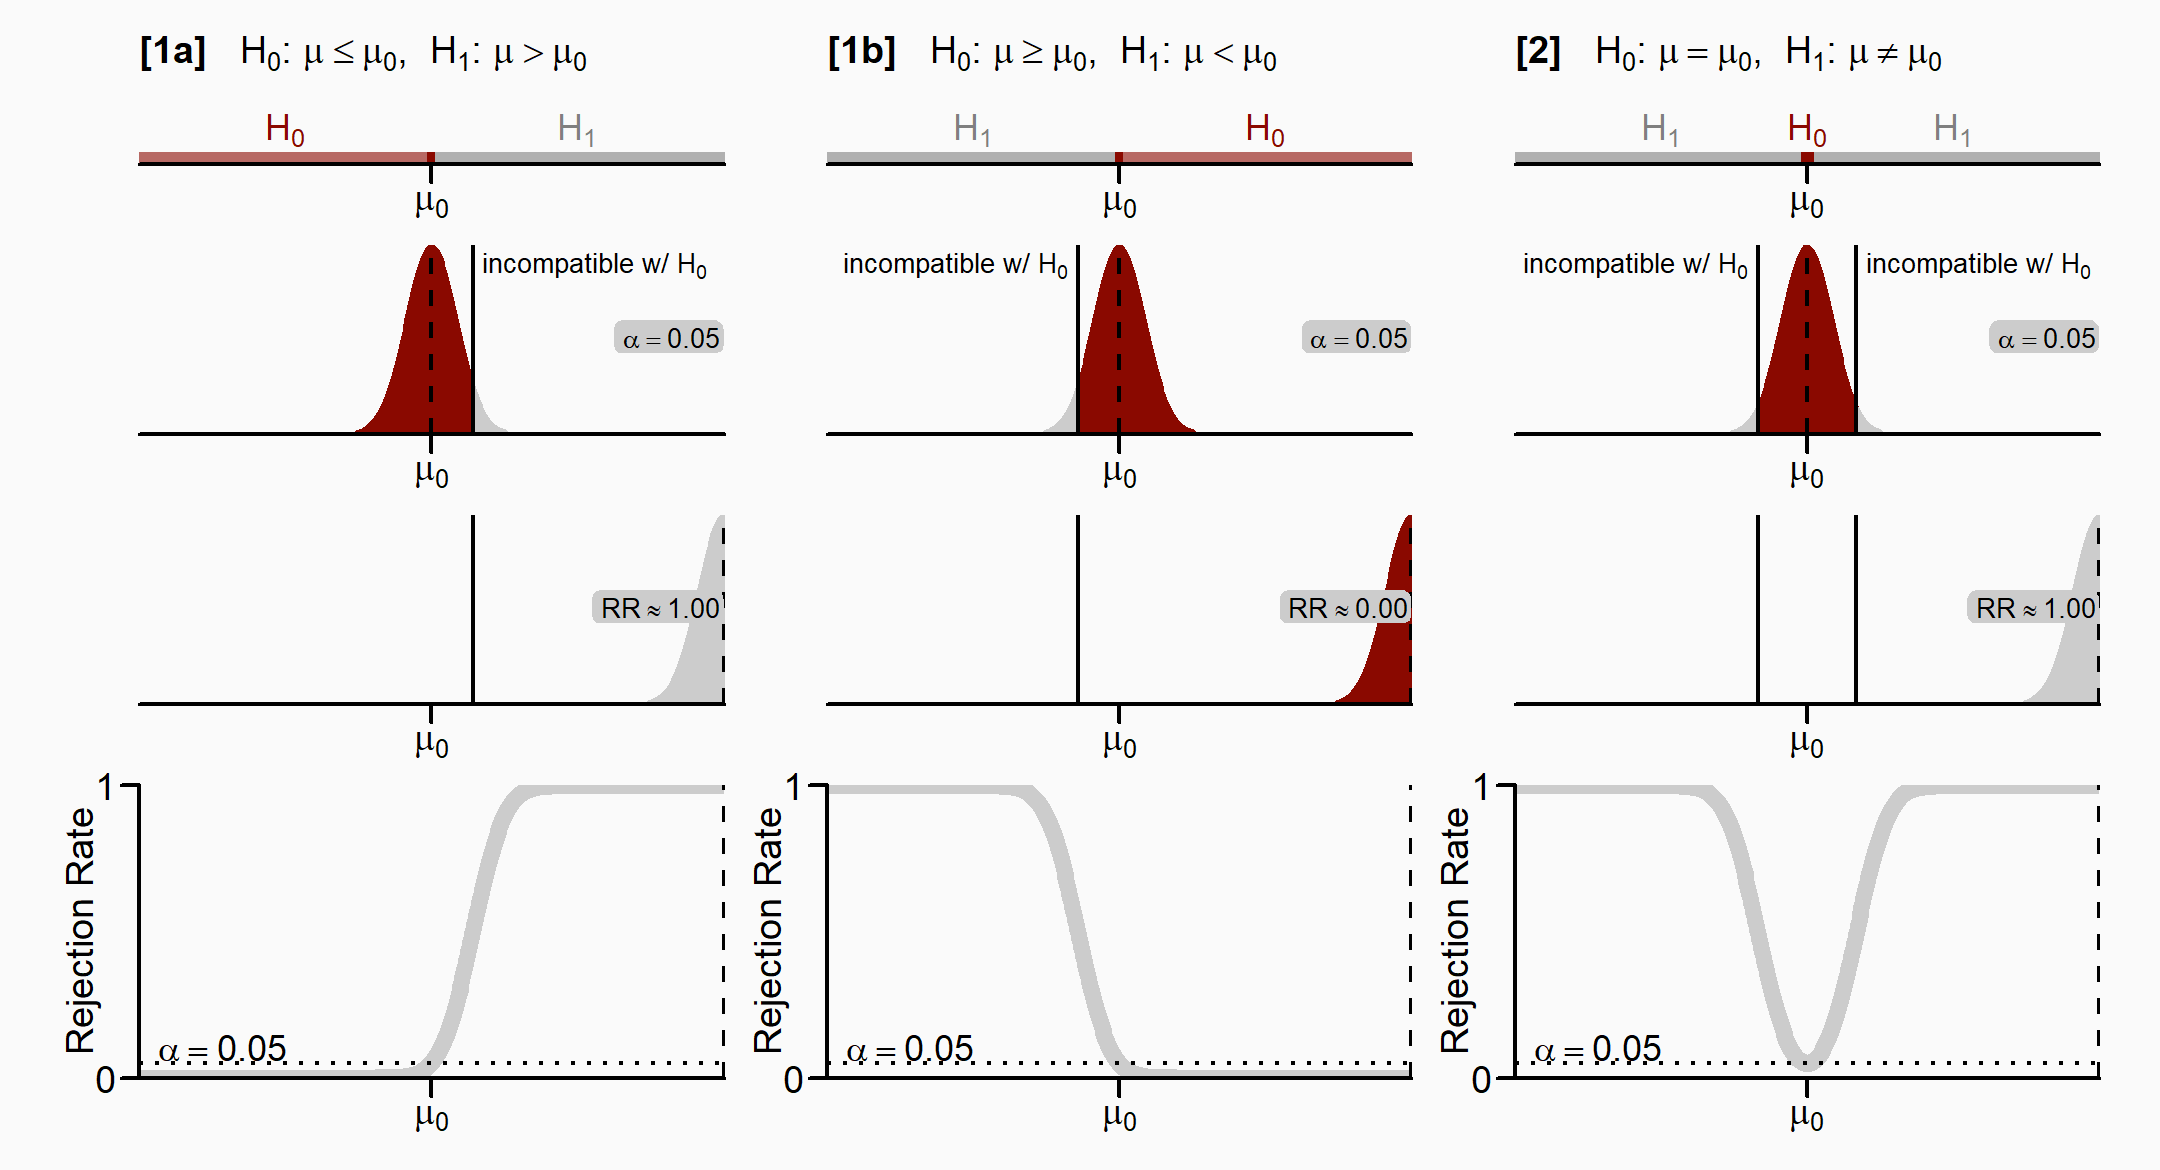 [1a] H₀: μ ≤ μ₀, H₁: μ > μ₀
H₀ H₁
μ₀
incompatible w/ H₀
α = 0.05
μ₀
RR ≈ 1.00
μ₀
1
Rejection Rate
α = 0.05
0
μ₀
[1b] H₀: μ ≥ μ₀, H₁: μ < μ₀
H₁ H₀
μ₀
incompatible w/ H₀
α = 0.05
μ₀
RR ≈ 0.00
μ₀
1
Rejection Rate
α = 0.05
0
μ₀
[2] H₀: μ = μ₀, H₁: μ ≠ μ₀
H₁ H₀ H₁
μ₀
incompatible w/ H₀ incompatible w/ H₀
α = 0.05
μ₀
RR ≈ 1.00
μ₀
1
Rejection Rate
α = 0.05
0
μ₀